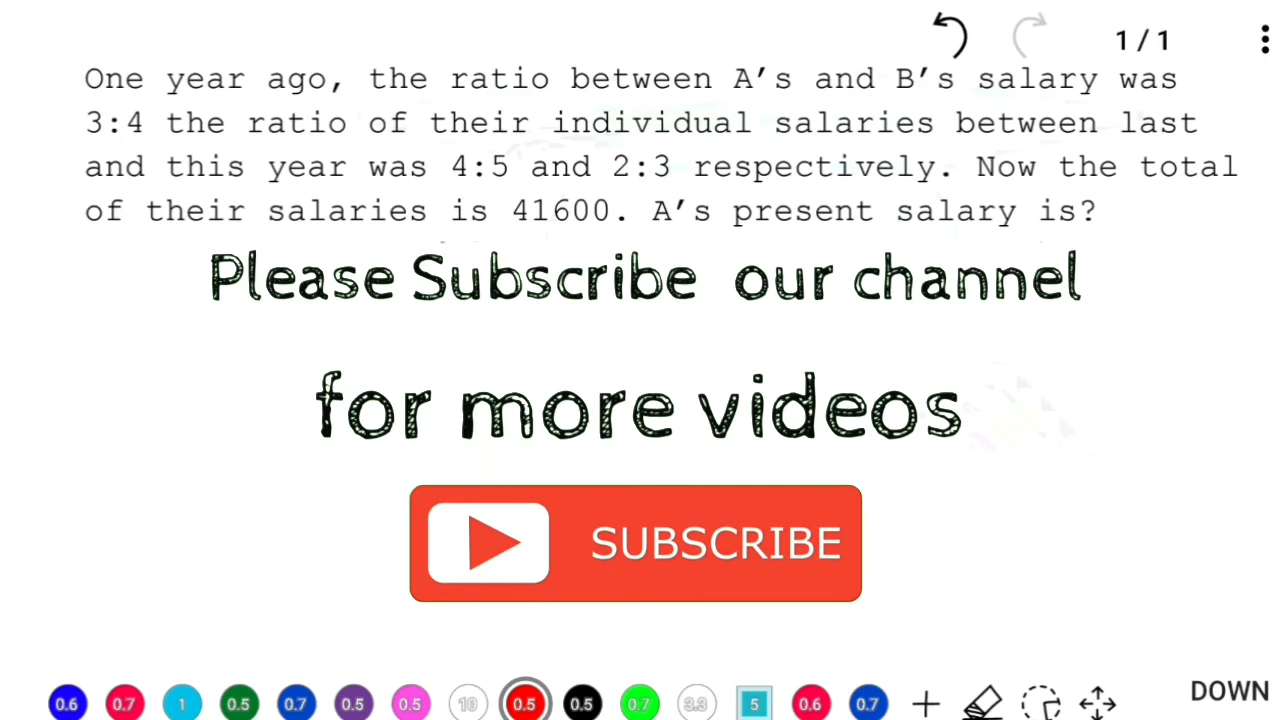 1/1
One year ago, the ratio between A’s and B’s salary was
3:4 the ratio of their individual salaries between last
and this year was 4:5 and 2:3 respectively. Now the total
of their salaries is 41600. A’s present salary is?
Please Subscribe our channel
for more videos
SUBSCRIBE
0.6 0.7 1 0.5 0.7 0.5 0.5 10 0.5 0.5 0.7 3.3 5 0.6 0.7 DOWN